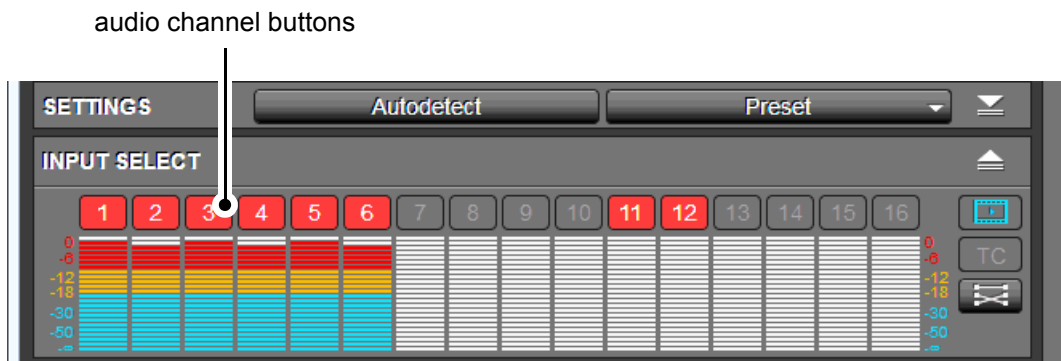 audio channel buttons
SETTINGS Autodetect Preset
INPUT SELECT
1 2 3 4 5 6 7 8 9 10 11 12 13 14 15 16
0 0
-6 -6 TC
-12 -12
-18 -18
-30 -30
-50 -50
-∞ -∞